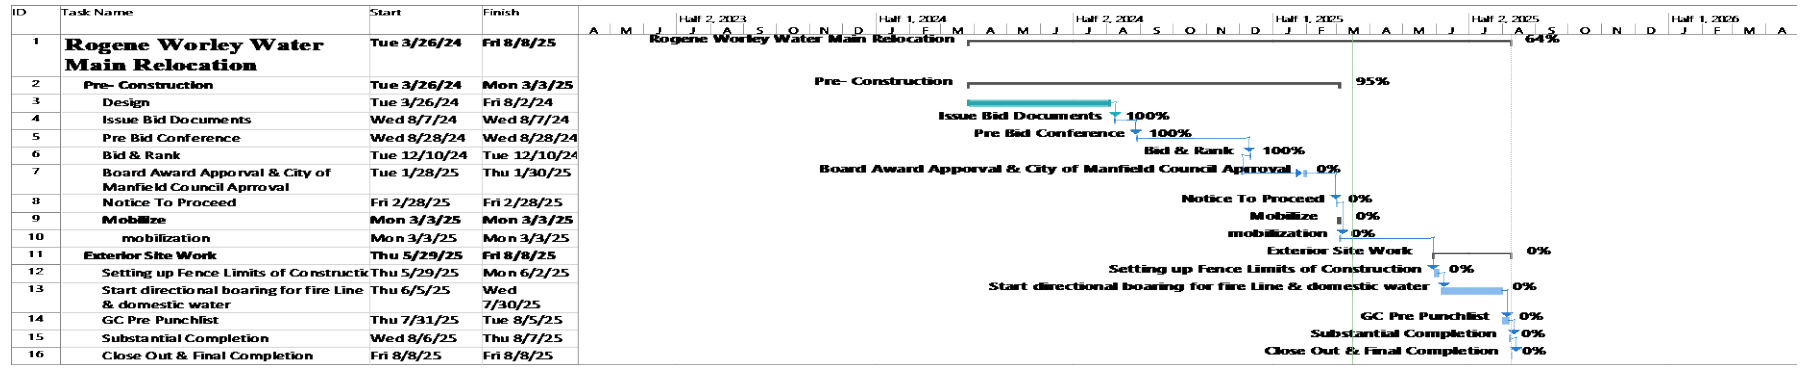 ID Task Name Start Finish Half 2, 2023 Half 1, 2024 Half 2, 2024 Half 1, 2025 Half 2, 2025 Half 1, 2026
A M J J A S O N D J F M A M J J A S O N D J F M A M J J A S O N D J F M A
1 Rogene Worley Water Tue 3/26/24 Fri 8/8/25 Rogene Worley Water Main Relocation 64%
Main Relocation
2 Pre- Construction Tue 3/26/24 Mon 3/3/25 Pre- Construction 95%
3 Design Tue 3/26/24 Fri 8/2/24
4 Issue Bid Documents Wed 8/7/24 Wed 8/7/24 Issue Bid Documents 100%
5 Pre Bid Conference Wed 8/28/24 Wed 8/28/24 Pre Bid Conference 100%
6 Bid & Rank Tue 12/10/24 Tue 12/10/24 Bid & Rank 100%
7 Board Award Apporval & City of Tue 1/28/25 Thu 1/30/25 Board Award Apporval & City of Manfield Council Aprroval 0%
Manfield Council Aprroval
8 Notice To Proceed Fri 2/28/25 Fri 2/28/25 Notice To Proceed 0%
9 Mobilize Mon 3/3/25 Mon 3/3/25 Mobilize 0%
10 mobilization Mon 3/3/25 Mon 3/3/25 mobilization 0%
11 Exterior Site Work Thu 5/29/25 Fri 8/8/25 Exterior Site Work 0%
12 Setting up Fence Limits of Constructic Thu 5/29/25 Mon 6/2/25 Setting up Fence Limits of Construction 0%
13 Start directional boaring for fire Line Thu 6/5/25 Wed Start directional boaring for fire Line & domestic water 0%
& domestic water 7/30/25
14 GC Pre Punchlist Thu 7/31/25 Tue 8/5/25 GC Pre Punchlist 0%
15 Substantial Completion Wed 8/6/25 Thu 8/7/25 Substantial Completion 0%
16 Close Out & Final Completion Fri 8/8/25 Fri 8/8/25 Close Out & Final Completion 0%